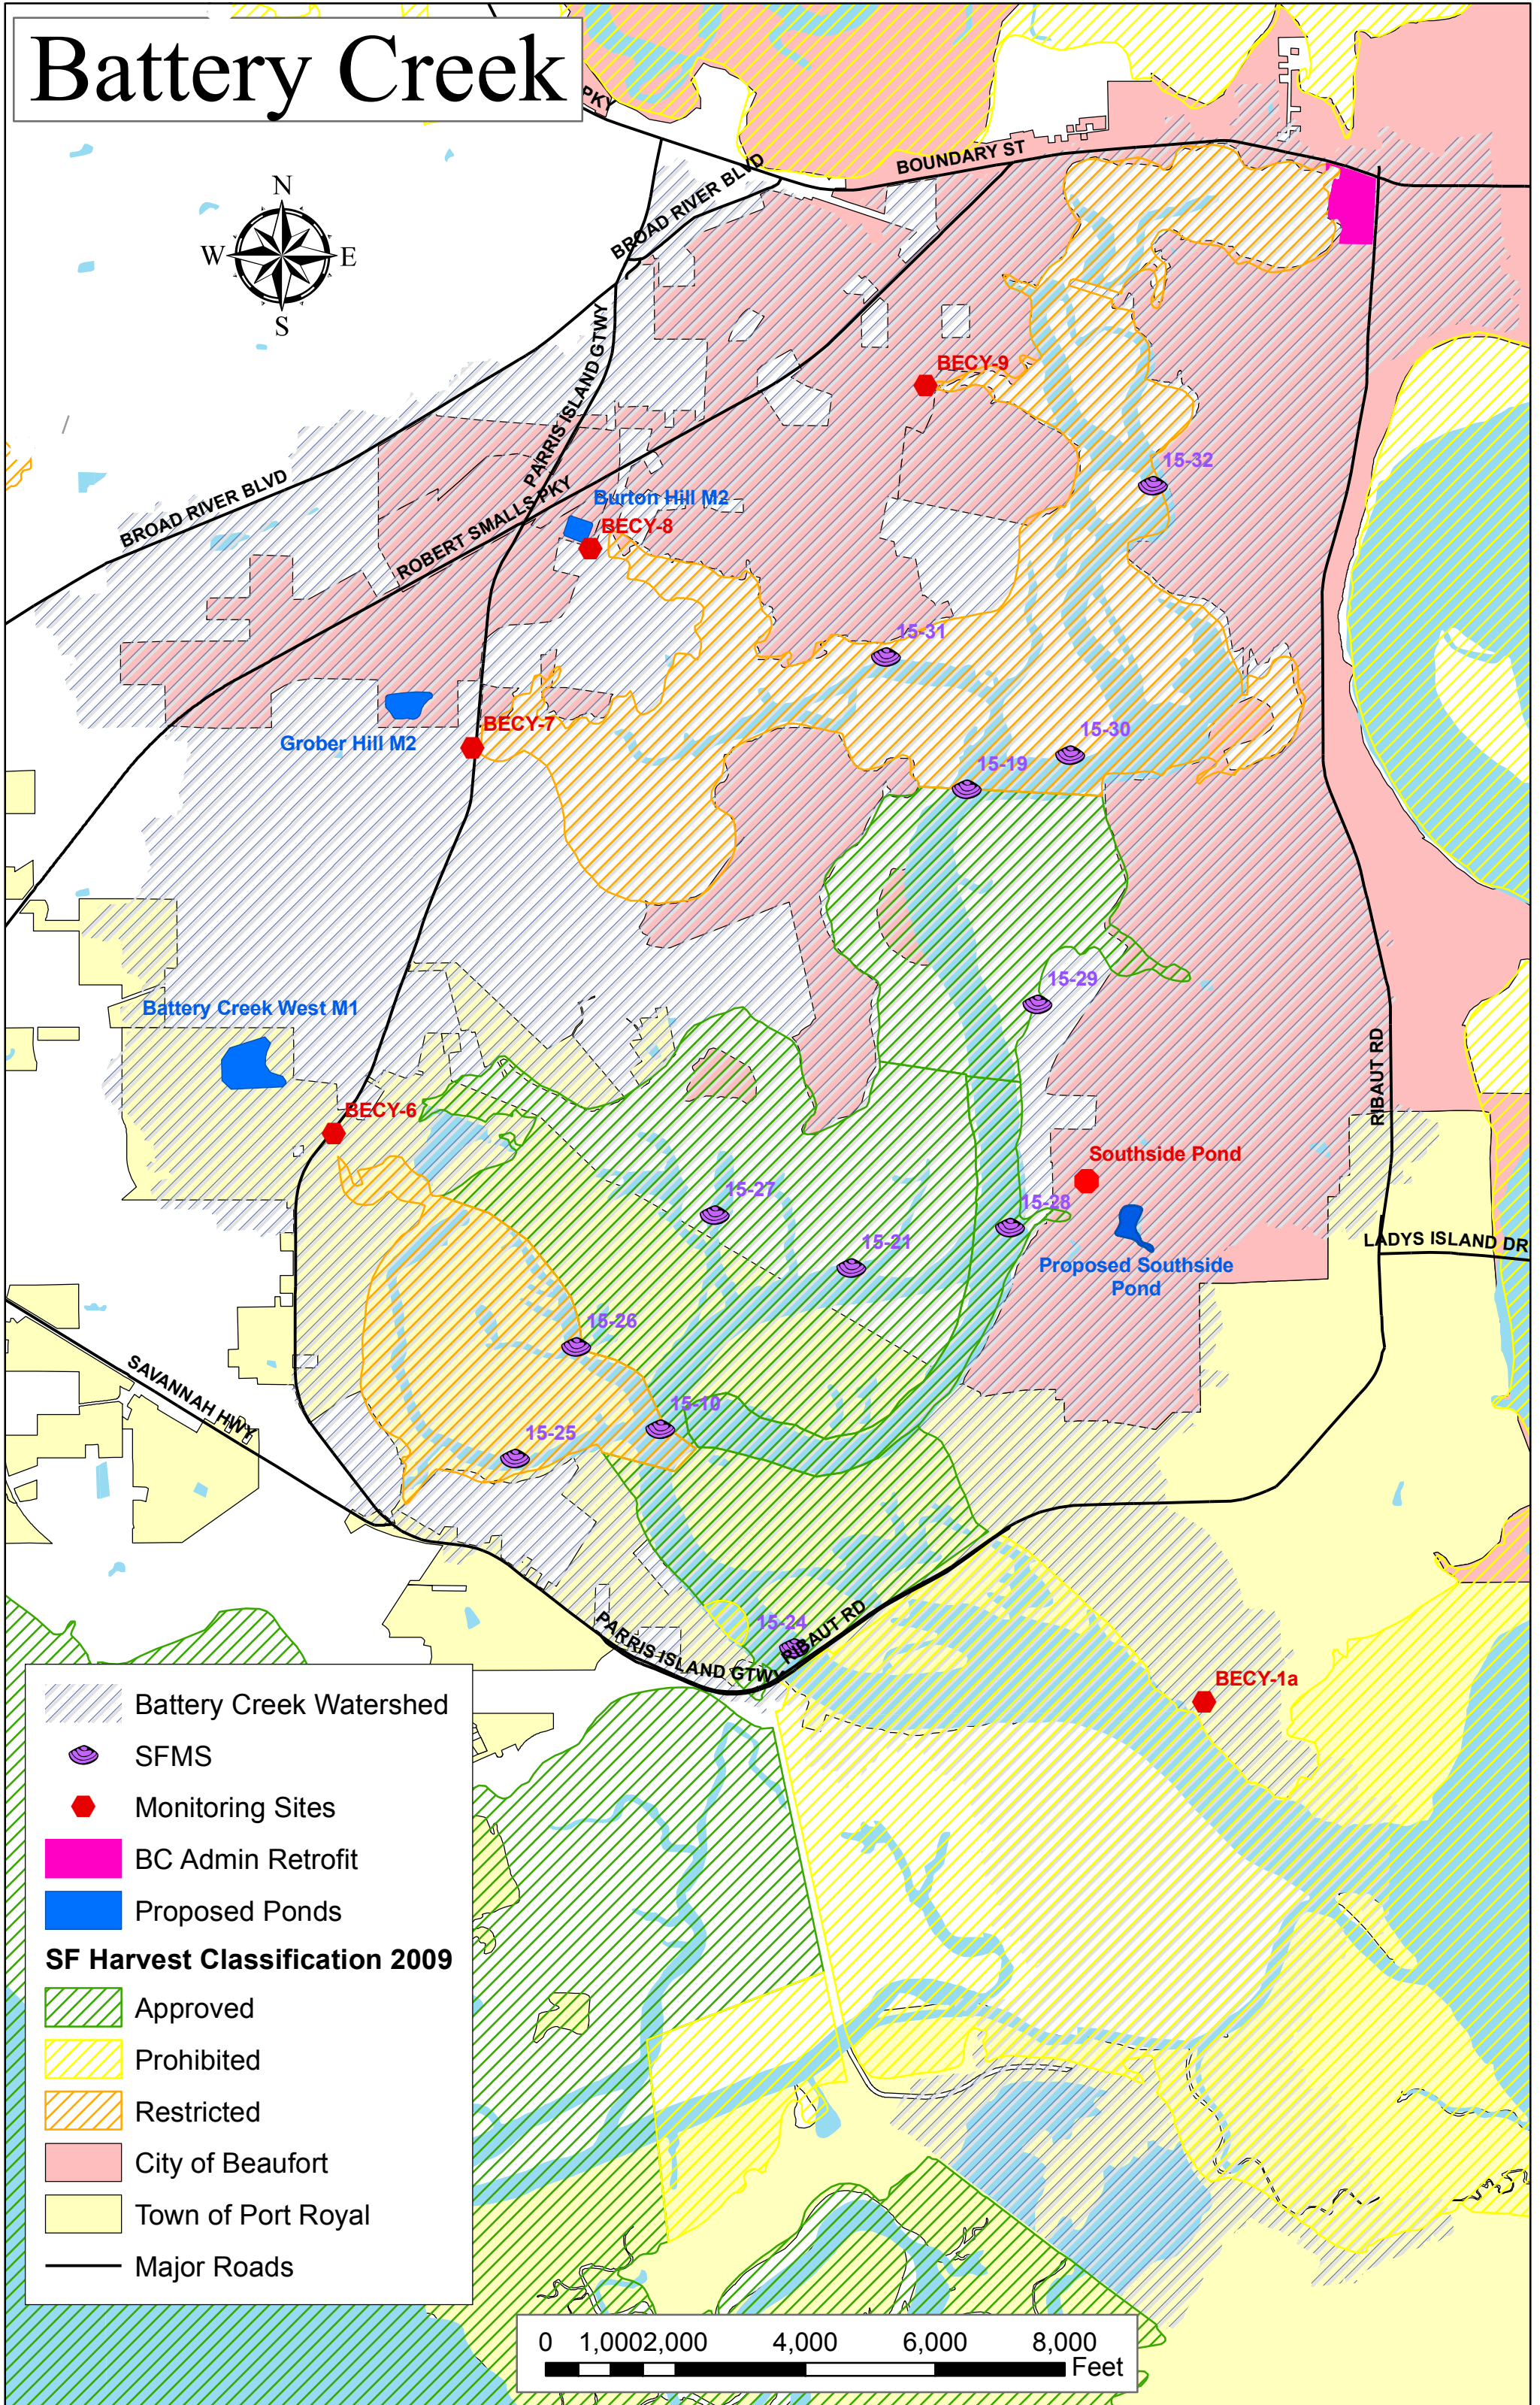 Battery Creek
PKY
BOUNDARY ST
BROAD RIVER BLVD
N
W E
S
PARRIS ISLAND GTWY
BECY-9
15-32
BROAD RIVER BLVD
ROBERT SMALLS PKY
Burton Hill M2
BECY-8
15-31
BECY-7
Grober Hill M2
15-30
15-19
15-29
Battery Creek West M1
RIBAUT RD
BECY-6
Southside Pond
15-27
15-28
15-21
LADYS ISLAND DR
Proposed Southside
Pond
15-26
SAVANNAH HWY
15-10
15-25
15-24
RIBAUT RD
PARRIS ISLAND GTWY
BECY-1a
Battery Creek Watershed
SFMS
Monitoring Sites
BC Admin Retrofit
Proposed Ponds
SF Harvest Classification 2009
Approved
Prohibited
Restricted
City of Beaufort
Town of Port Royal
Major Roads
0 1,000 2,000 4,000 6,000 8,000
Feet